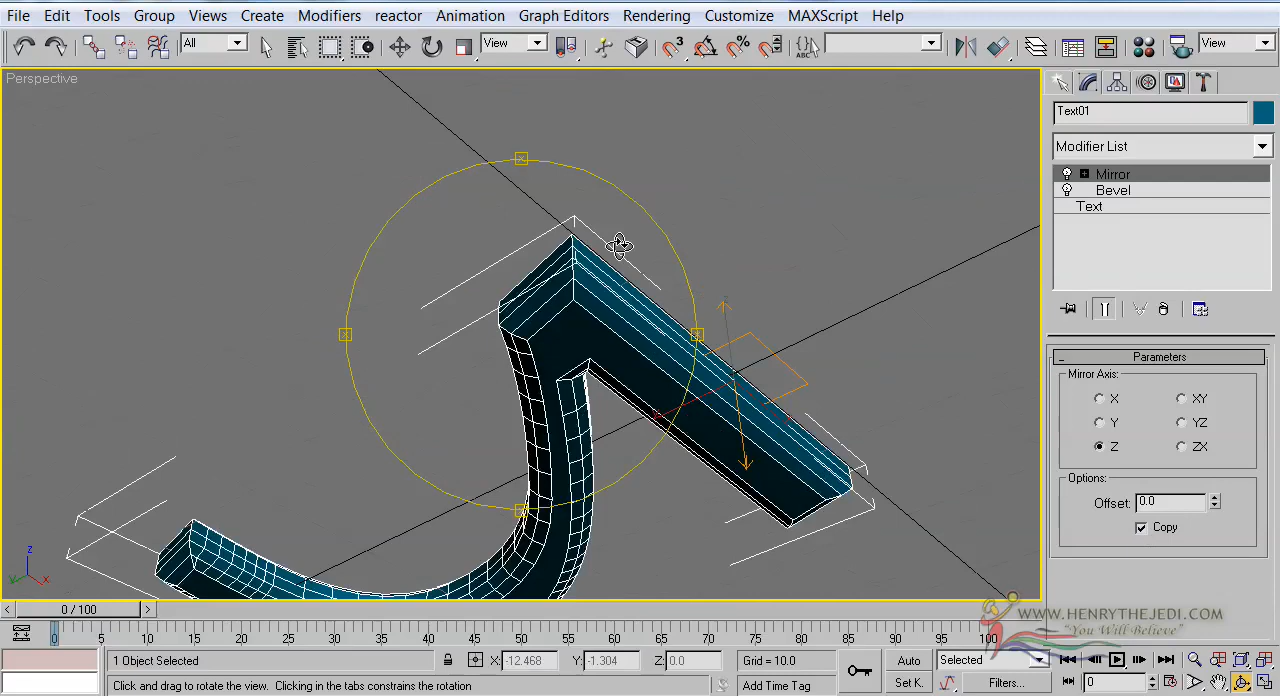 File Edit Tools Group Views Create Modifiers reactor Animation Graph Editors Rendering Customize MAXScript Help
All View 3 % ABC View
Perspective
Text01
Modifier List
Mirror
Bevel
Text
Parameters
Mirror Axis:
X XY
Y YZ
Z ZX
Options:
Offset: 0.0
Copy
z
y x
0 / 100
WWW.HENRYTHEJEDI.COM
"You Will Believe"
0 5 10 15 20 25 30 35 40 45 50 55 60 65 70 75 80 85 90 95 100
1 Object Selected X: -12.468 Y: -1.304 Z: 0.0 Grid = 10.0 Auto Selected
Click and drag to rotate the view. Clicking in the tabs constrains the rotation Add Time Tag Set K. Filters... 0